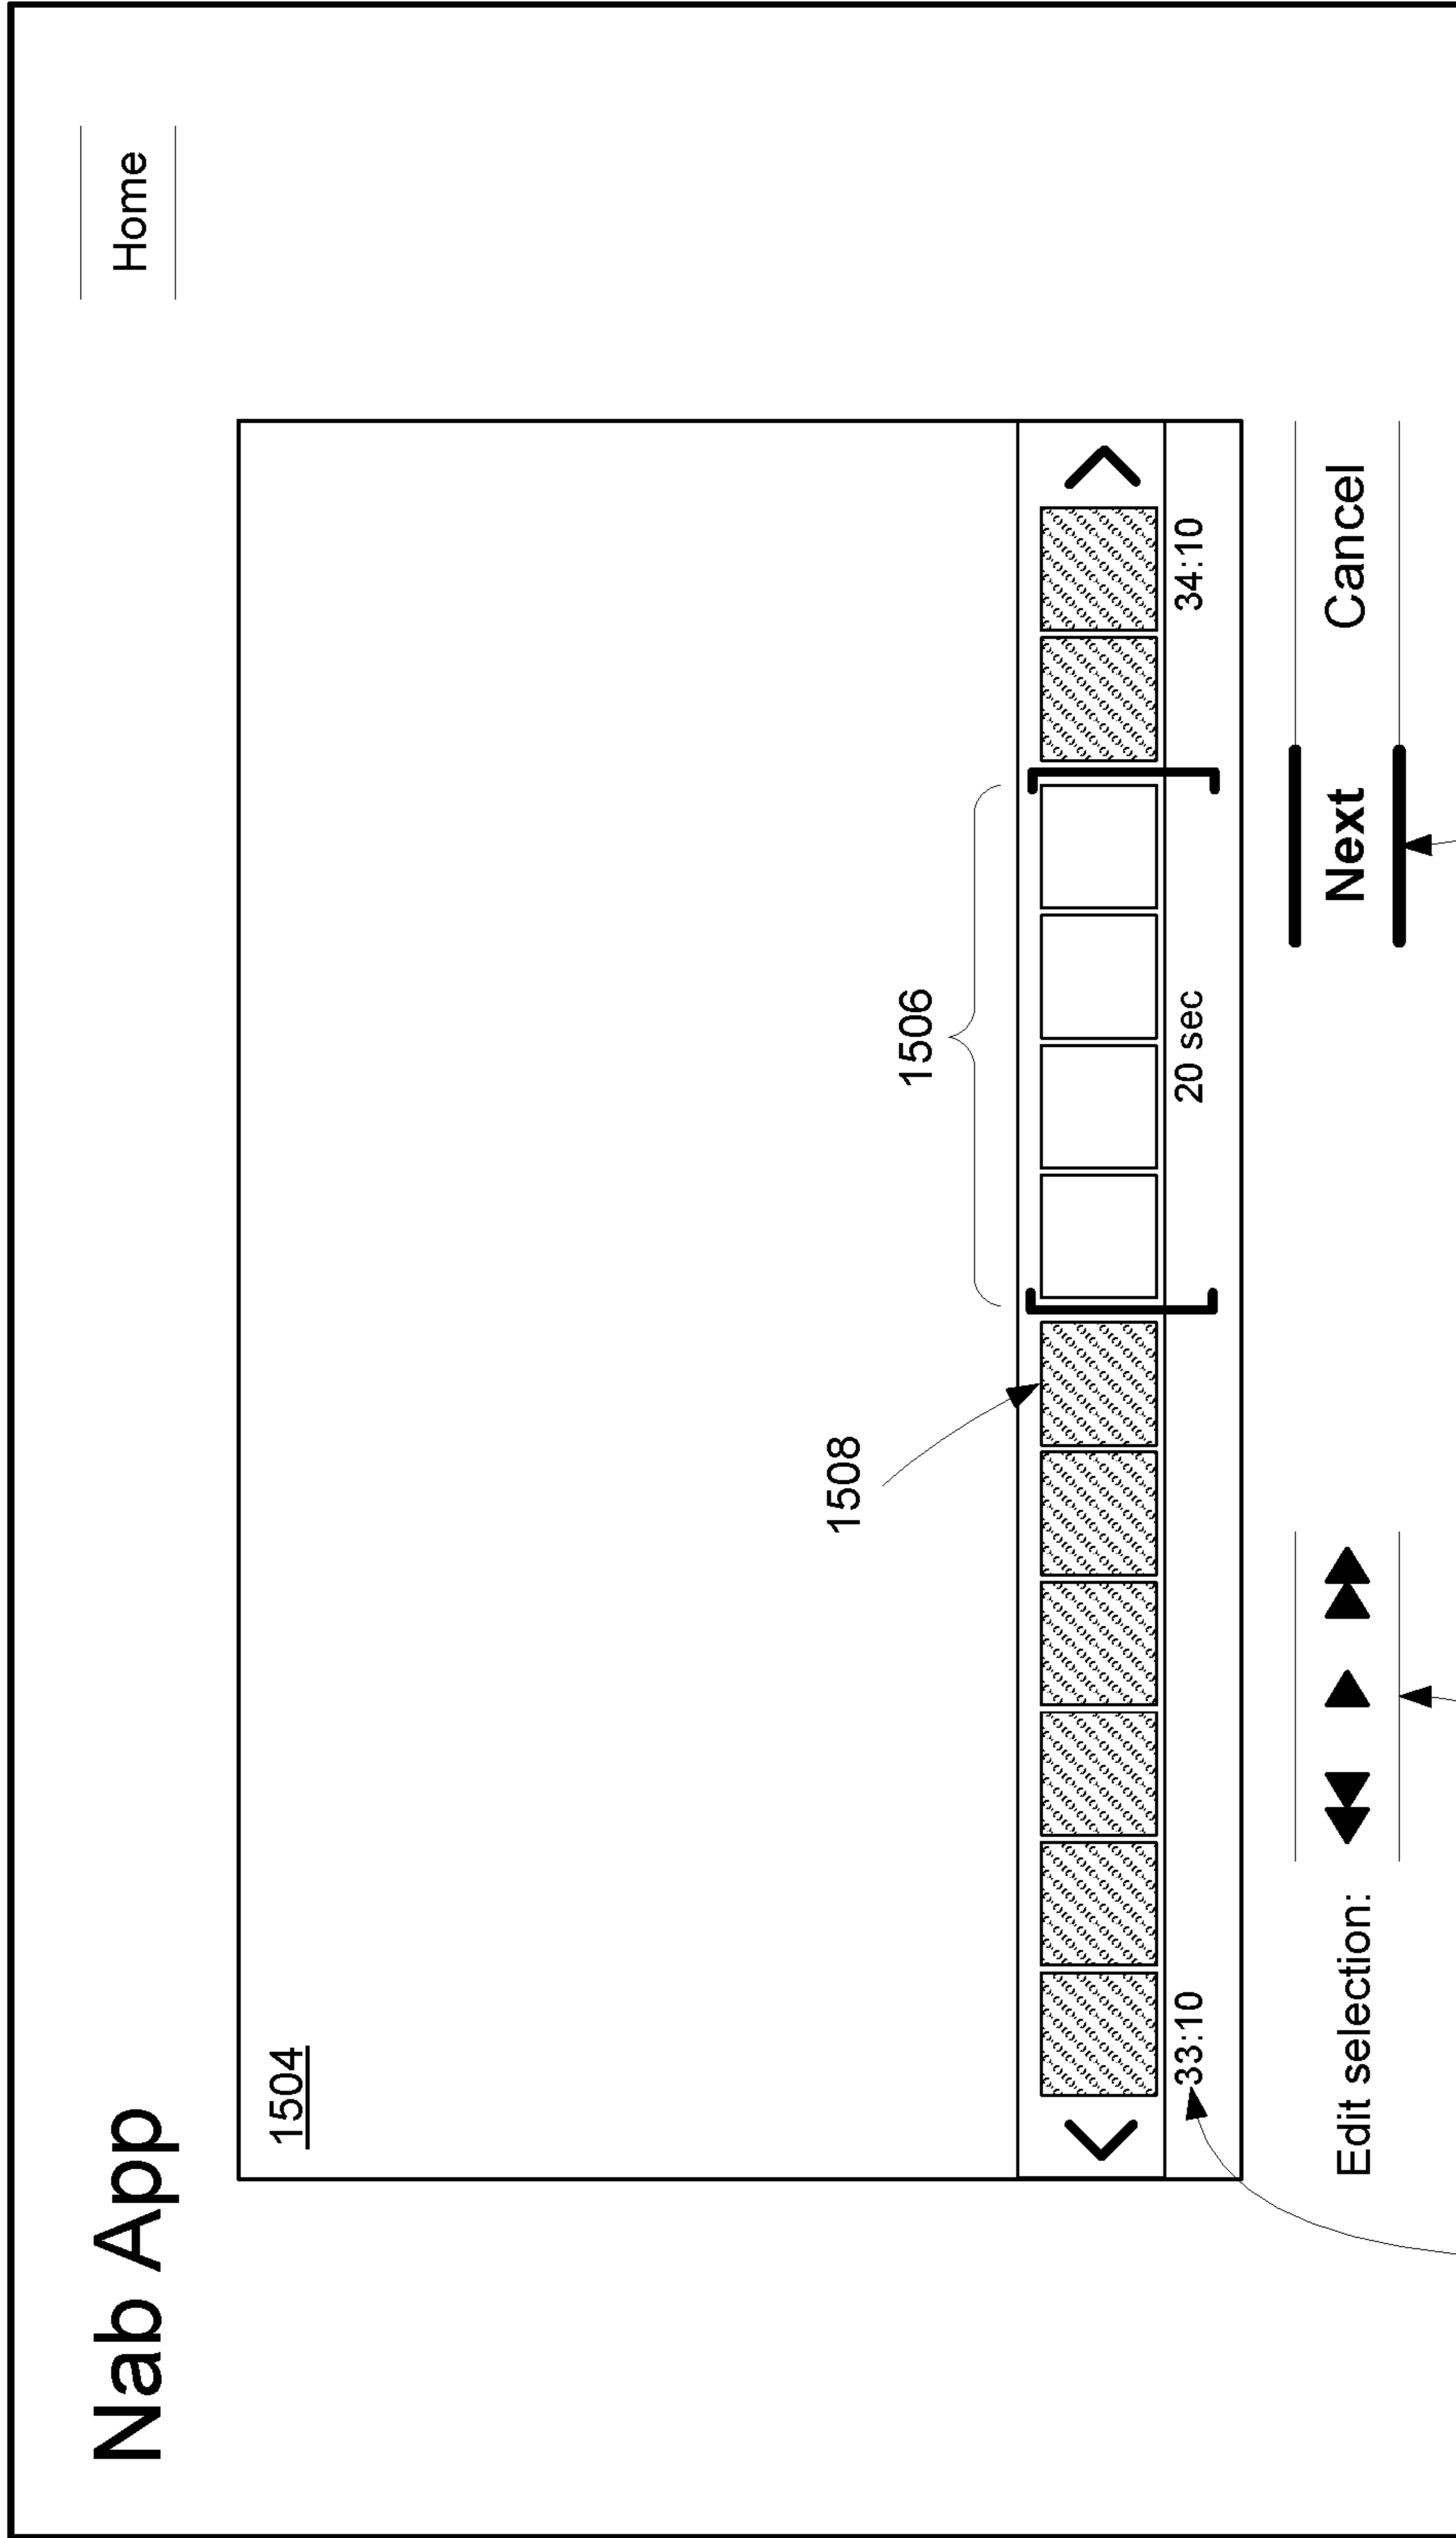 Nab App
Home
1504
1506
1508
33:10
20 sec
34:10
Edit selection:
Next
Cancel